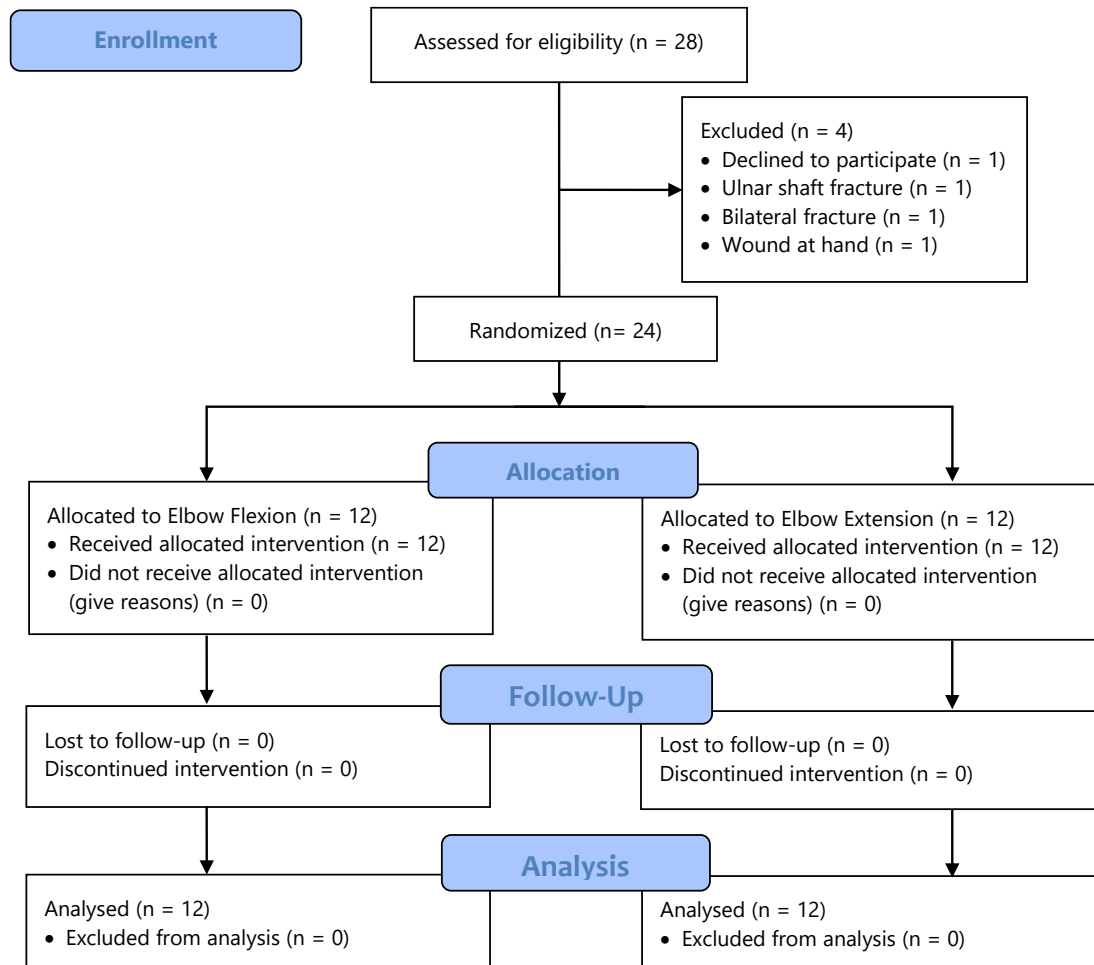 Enrollment
Assessed for eligibility (n = 28)
Excluded (n = 4)
• Declined to participate (n = 1)
• Ulnar shaft fracture (n = 1)
• Bilateral fracture (n = 1)
• Wound at hand (n = 1)
Randomized (n= 24)
Allocation
Allocated to Elbow Flexion (n = 12)
• Received allocated intervention (n = 12)
• Did not receive allocated intervention
(give reasons) (n = 0)
Allocated to Elbow Extension (n = 12)
• Received allocated intervention (n = 12)
• Did not receive allocated intervention
(give reasons) (n = 0)
Follow-Up
Lost to follow-up (n = 0)
Discontinued intervention (n = 0)
Lost to follow-up (n = 0)
Discontinued intervention (n = 0)
Analysis
Analysed (n = 12)
• Excluded from analysis (n = 0)
Analysed (n = 12)
• Excluded from analysis (n = 0)